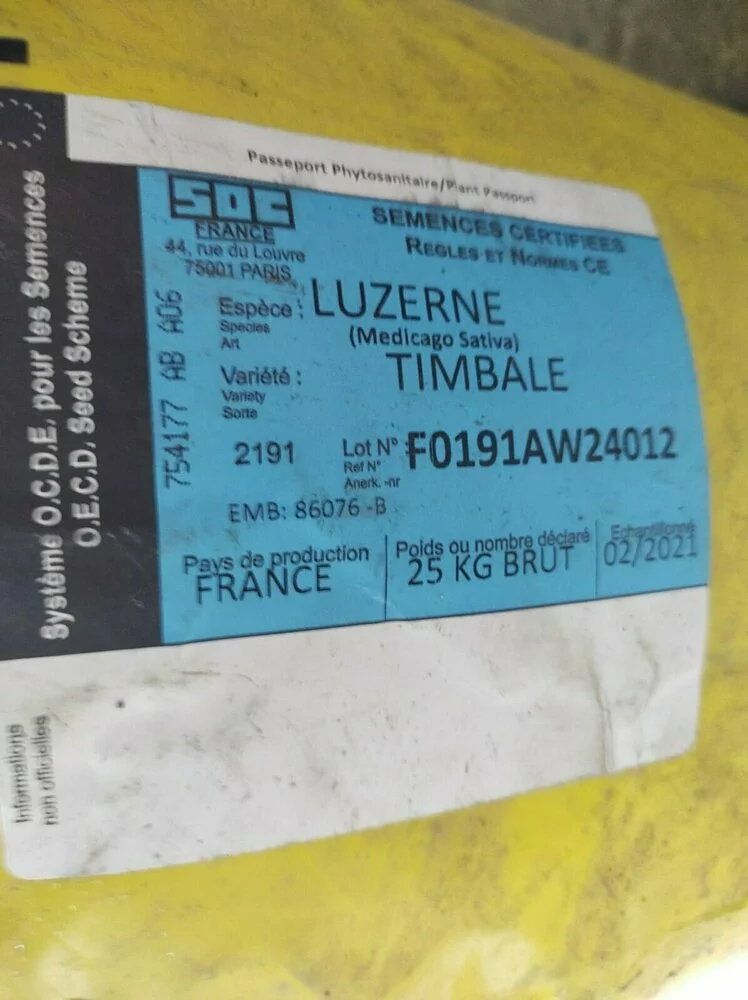 Passeport Phytosanitaire/Plant Passport
Système O.C.D.E. pour les Semences
O.E.C.D. Seed Scheme
SOC
FRANCE
44, rue du Louvre
75001 PARIS
SEMENCES CERTIFIEES
REGLES ET NORMES CE
754177 AB A06
Espèce : LUZERNE
Species
Art
(Medicago Sativa)
Variété : TIMBALE
Variety
Sorte
2191
Lot N° F0191AW24012
Ref N°
Anerk.-nr
EMB: 86076-B
Pays de production
FRANCE
Poids ou nombre déclaré
25 KG BRUT
Echantillonné
02/2021
Informations
non officielles